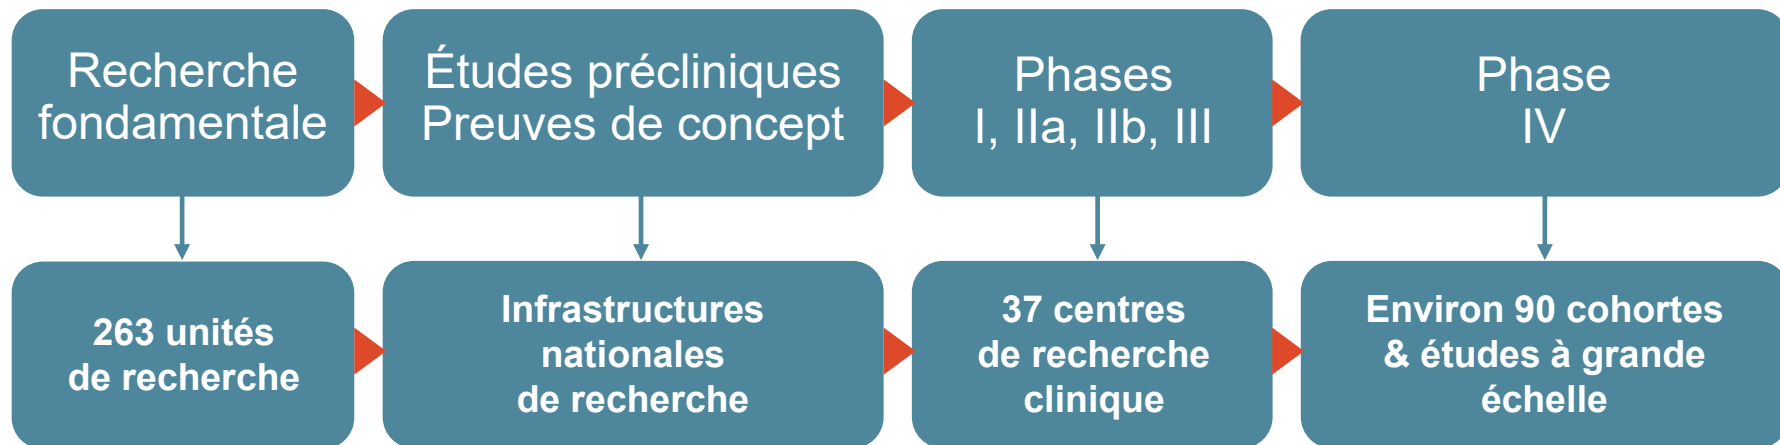 Recherche
fondamentale
Études précliniques
Preuves de concept
Phases
I, IIa, IIb, III
Phase
IV
263 unités
de recherche
Infrastructures
nationales
de recherche
37 centres
de recherche
clinique
Environ 90 cohortes
& études à grande
échelle